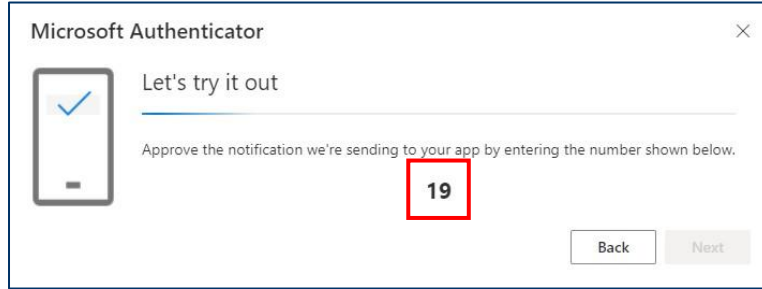 Microsoft Authenticator
Let's try it out
Approve the notification we're sending to your app by entering the number shown below.
19
Back Next